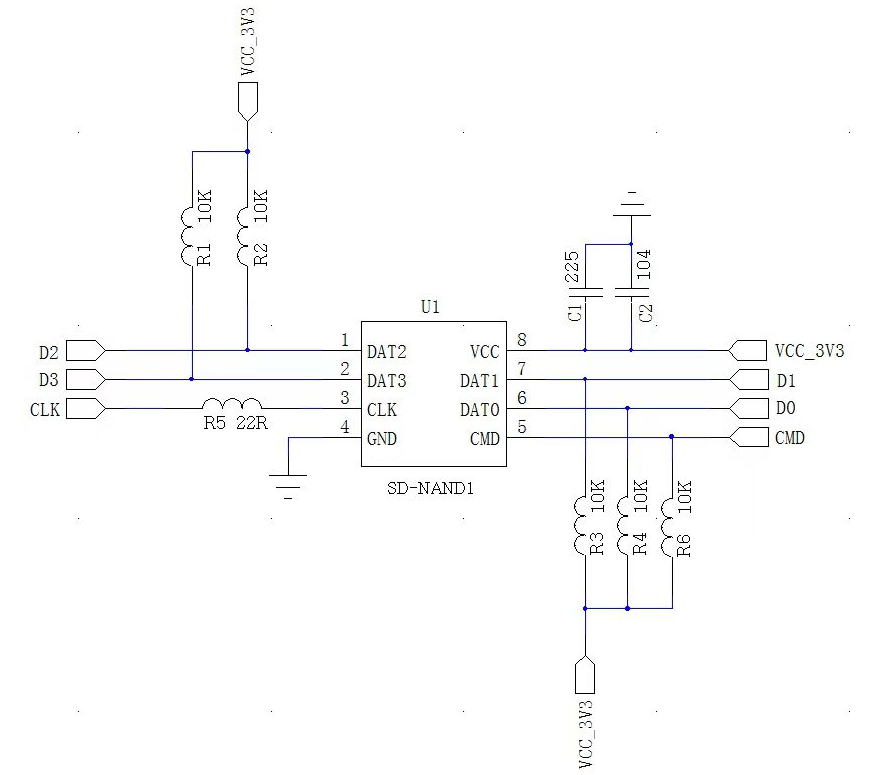 VCC_3V3
10K
10K
R1
R2
225
104
C1
C2
U1
D2
1
DAT2
VCC
8
VCC_3V3
D3
2
DAT3
DAT1
7
D1
CLK
R5 22R
3
CLK
DAT0
6
D0
4
GND
CMD
5
CMD
SD-NAND1
10K
10K
10K
R3
R4
R6
VCC_3V3